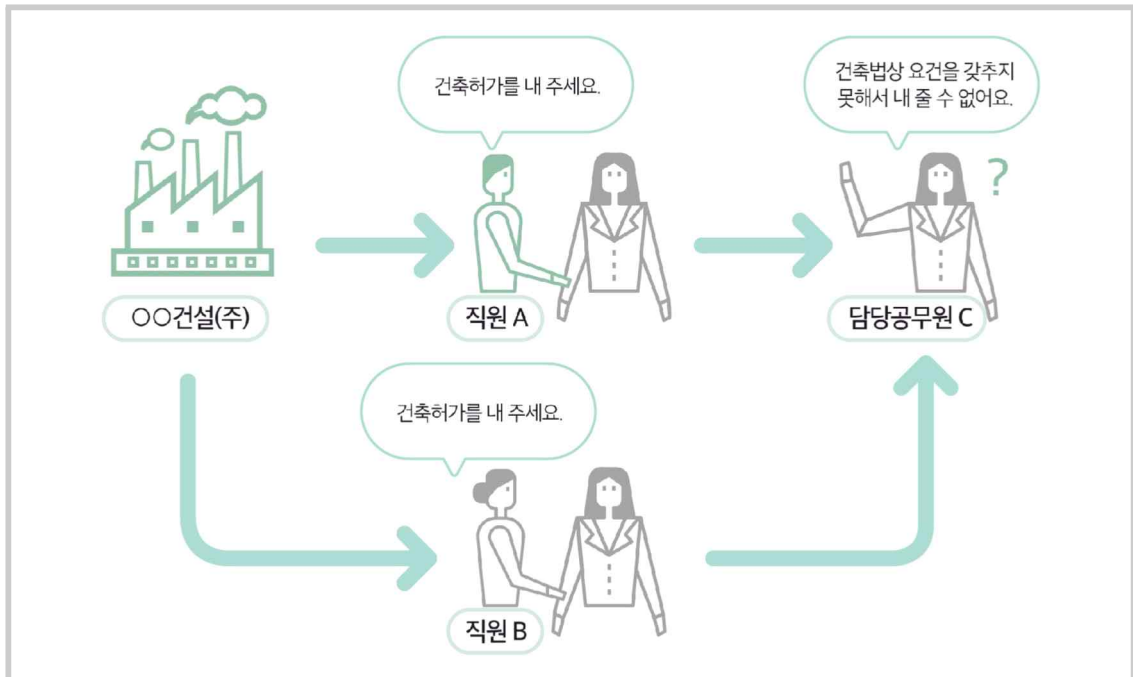 건축허가를 내 주세요.
건축법상 요건을 갖추지
못해서 내 줄 수 없어요.
?
○○건설(주)
직원 A
담당공무원 C
건축허가를 내 주세요.
직원 B